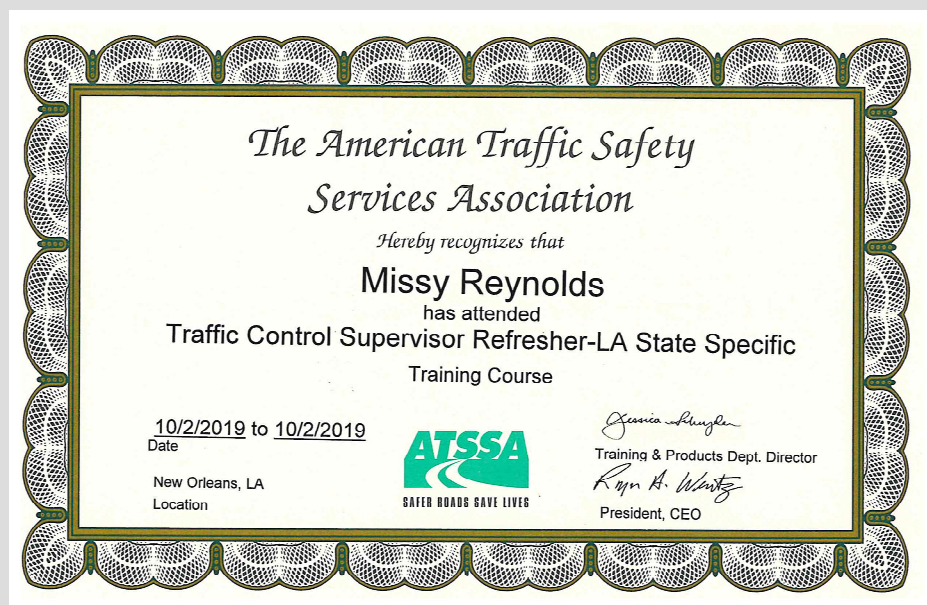 The American Traffic Safety
Services Association
Hereby recognizes that
Missy Reynolds
has attended
Traffic Control Supervisor Refresher-LA State Specific
Training Course
10/2/2019 to 10/2/2019
Date
New Orleans, LA
Location
ATSSA
SAFER ROADS SAVE LIVES
Training & Products Dept. Director
President, CEO